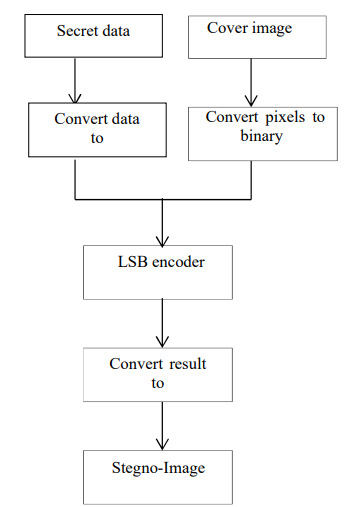 Secret data
Cover image
Convert data
to
Convert pixels to
binary
LSB encoder
Convert result
to
Stegno-Image